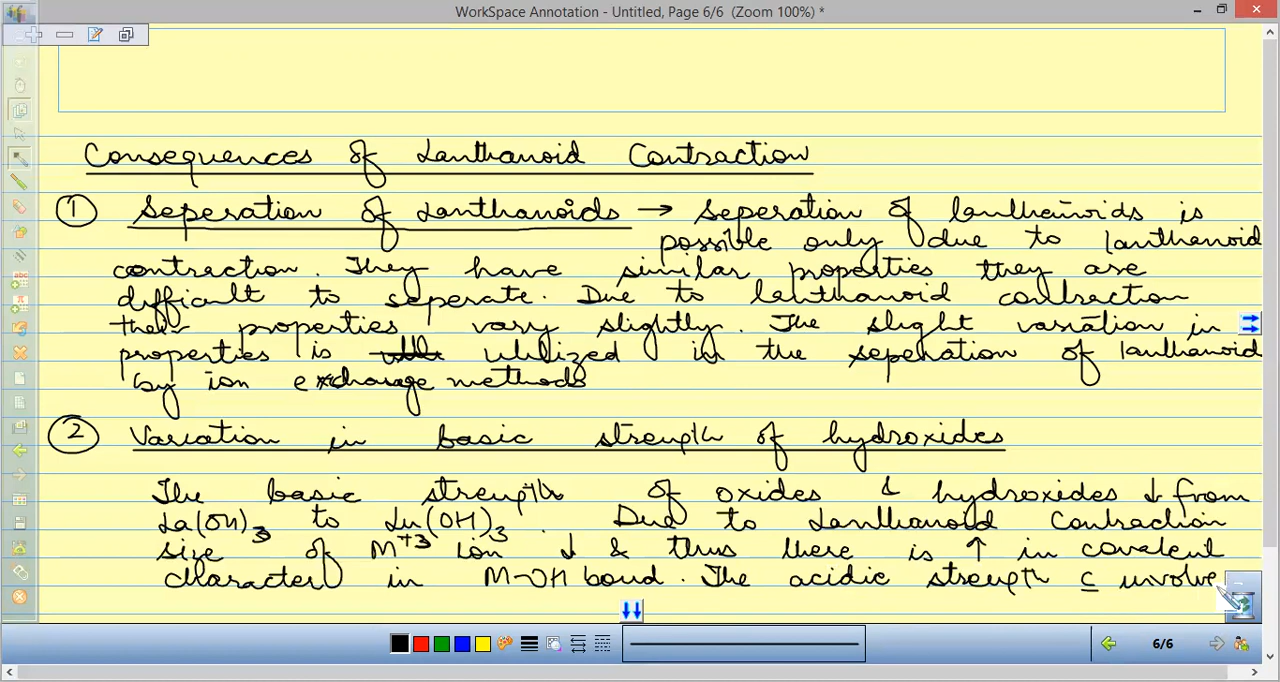 WorkSpace Annotation - Untitled, Page 6/6 (Zoom 100%) *
Consequences of Lanthanoid Contraction
1 Seperation of Lanthanoids → Seperation of lanthanoids is
possible only due to lanthanoid
contraction. They have similar properties they are
difficult to seperate. Due to lanthanoid contraction
their properties vary slightly. The slight variation in
properties is utilized in the seperation of lanthanoid
by ion exchange methods
2 Variation in basic strength of hydroxides
The basic strength of oxides & hydroxides ↓ from
La(OH)3 to Lu(OH)3. Due to Lanthanoid Contraction
size of M+3 ion ↓ & thus there is ↑ in covalent
character in M-OH bond. The acidic strength c involve
6/6